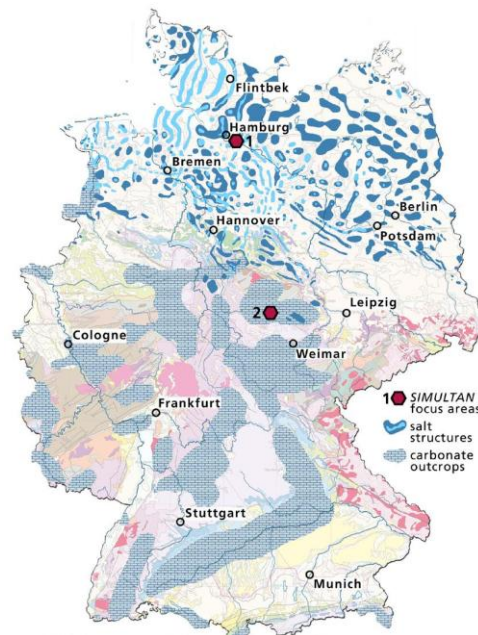 Flintbek
Hamburg
1
Bremen
Berlin
Hannover
Potsdam
Leipzig
2
Cologne
Weimar
1 SIMULTAN
focus areas
salt
structures
Frankfurt
carbonate
outcrops
Stuttgart
Munich